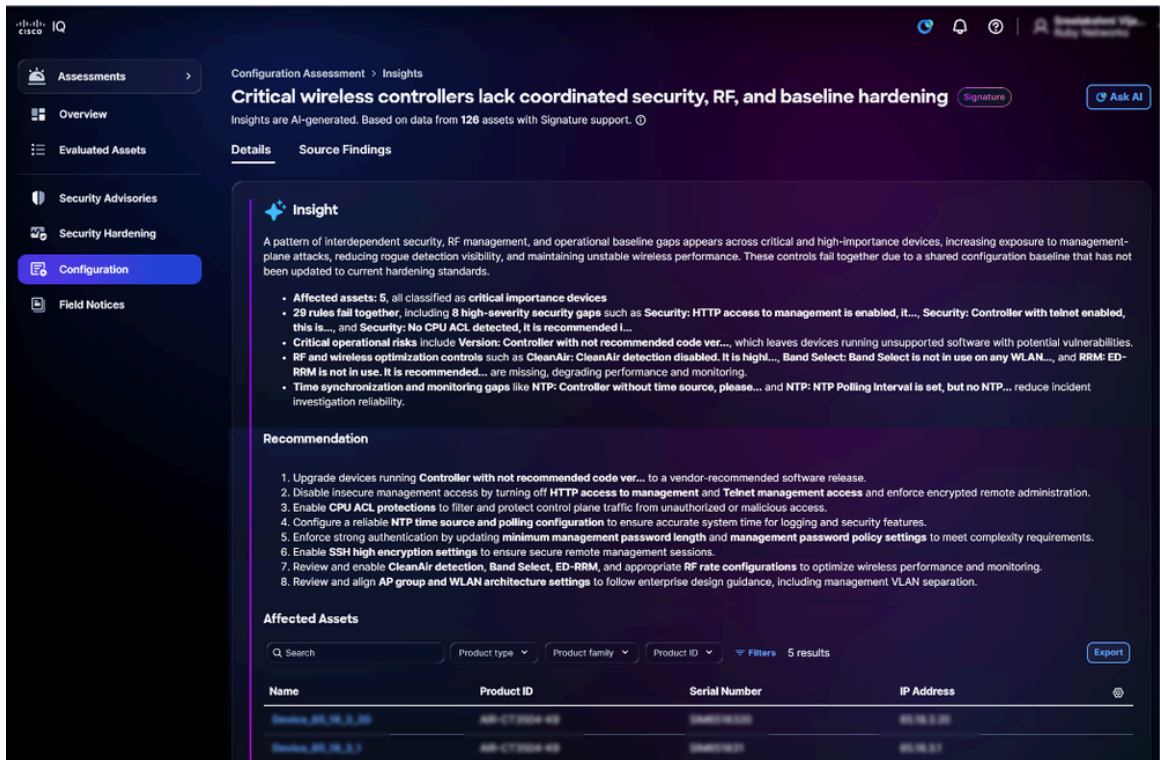 cisco IQ
Assessments
Overview
Evaluated Assets
Security Advisories
Security Hardening
Configuration
Field Notices
Configuration Assessment > Insights
Critical wireless controllers lack coordinated security, RF, and baseline hardening Signature
Ask AI
Insights are AI-generated. Based on data from 126 assets with Signature support.
Details Source Findings
Insight
A pattern of interdependent security, RF management, and operational baseline gaps appears across critical and high-importance devices, increasing exposure to management-
plane attacks, reducing rogue detection visibility, and maintaining unstable wireless performance. These controls fail together due to a shared configuration baseline that has not
been updated to current hardening standards.
• Affected assets: 5, all classified as critical importance devices
• 29 rules fail together, including 8 high-severity security gaps such as Security: HTTP access to management is enabled, it..., Security: Controller with telnet enabled,
this is..., and Security: No CPU ACL detected, it is recommended i...
• Critical operational risks include Version: Controller with not recommended code ver..., which leaves devices running unsupported software with potential vulnerabilities.
• RF and wireless optimization controls such as CleanAir: CleanAir detection disabled. It is highl..., Band Select: Band Select is not in use on any WLAN..., and RRM: ED-
RRM is not in use. It is recommended... are missing, degrading performance and monitoring.
• Time synchronization and monitoring gaps like NTP: Controller without time source, please... and NTP: NTP Polling Interval is set, but no NTP... reduce incident
investigation reliability.
Recommendation
1. Upgrade devices running Controller with not recommended code ver... to a vendor-recommended software release.
2. Disable insecure management access by turning off HTTP access to management and Telnet management access and enforce encrypted remote administration.
3. Enable CPU ACL protections to filter and protect control plane traffic from unauthorized or malicious access.
4. Configure a reliable NTP time source and polling configuration to ensure accurate system time for logging and security features.
5. Enforce strong authentication by updating minimum management password length and management password policy settings to meet complexity requirements.
6. Enable SSH high encryption settings to ensure secure remote management sessions.
7. Review and enable CleanAir detection, Band Select, ED-RRM, and appropriate RF rate configurations to optimize wireless performance and monitoring.
8. Review and align AP group and WLAN architecture settings to follow enterprise design guidance, including management VLAN separation.
Affected Assets
Search Product type Product family Product ID Filters 5 results Export
Name Product ID Serial Number IP Address